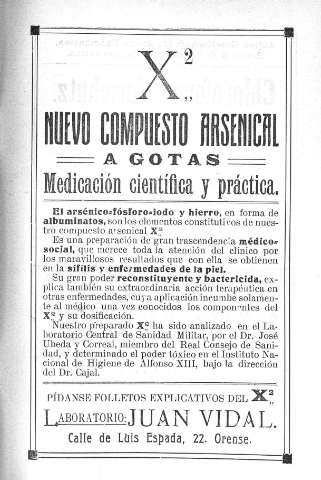 X²,,
NUEVO COMPUESTO ARSENICAL
A GOTAS
Medicación científica y práctica.
El arsénico-fósforo-iodo y hierro, en forma de
albuminatos, son los elementos constitutivos de nues-
tro compuesto arsenical X²,,
Es una preparación de gran trascendencia médico-
social, que merece toda la atención del clínico por
los maravillosos resultados que con ella se obtienen
en la sífilis y enfermedades de la piel.
Su gran poder reconstituyente y bactericida, ex-
plica también su extraordinaria acción terapéutica en
otras enfermedades, cuya aplicación incumbe solamen-
te al médico una vez conocidos los componentes del
X²,, y su dosificación.
Nuestro preparado X²,, ha sido analizado en el La-
boratorio Central de Sanidad Militar, por el Dr. José
Ubeda y Correal, miembro del Real Consejo de Sani-
dad, y determinado el poder tóxico en el Instituto Na-
cional de Higiene de Alfonso XIII, bajo la dirección
del Dr. Cajal.
PÍDANSE FOLLETOS EXPLICATIVOS DEL X²,,
LABORATORIO: JUAN VIDAL.
Calle de Luis Espada, 22. Orense.